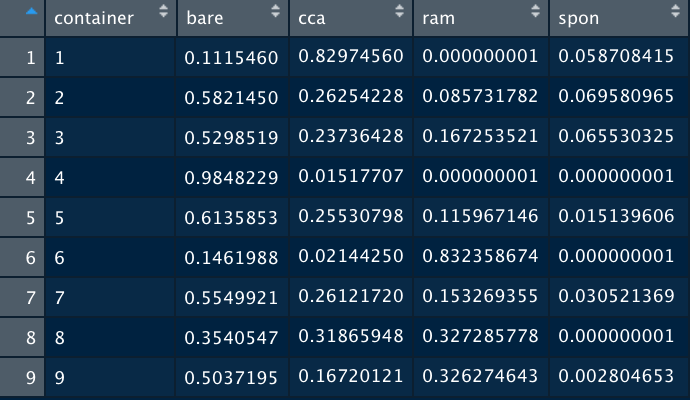 container bare cca ram spon
1 1 0.1115460 0.82974560 0.000000001 0.058708415
2 2 0.5821450 0.26254228 0.085731782 0.069580965
3 3 0.5298519 0.23736428 0.167253521 0.065530325
4 4 0.9848229 0.01517707 0.000000001 0.000000001
5 5 0.6135853 0.25530798 0.115967146 0.015139606
6 6 0.1461988 0.02144250 0.832358674 0.000000001
7 7 0.5549921 0.26121720 0.153269355 0.030521369
8 8 0.3540547 0.31865948 0.327285778 0.000000001
9 9 0.5037195 0.16720121 0.326274643 0.002804653